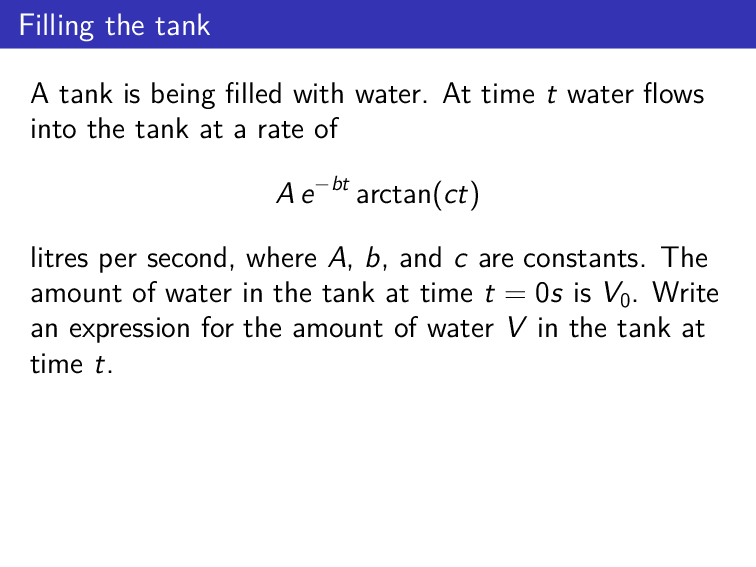 Filling the tank
A tank is being filled with water. At time t water flows
into the tank at a rate of
A e^{−bt} arctan(ct)
litres per second, where A, b, and c are constants. The
amount of water in the tank at time t = 0s is V₀. Write
an expression for the amount of water V in the tank at
time t.